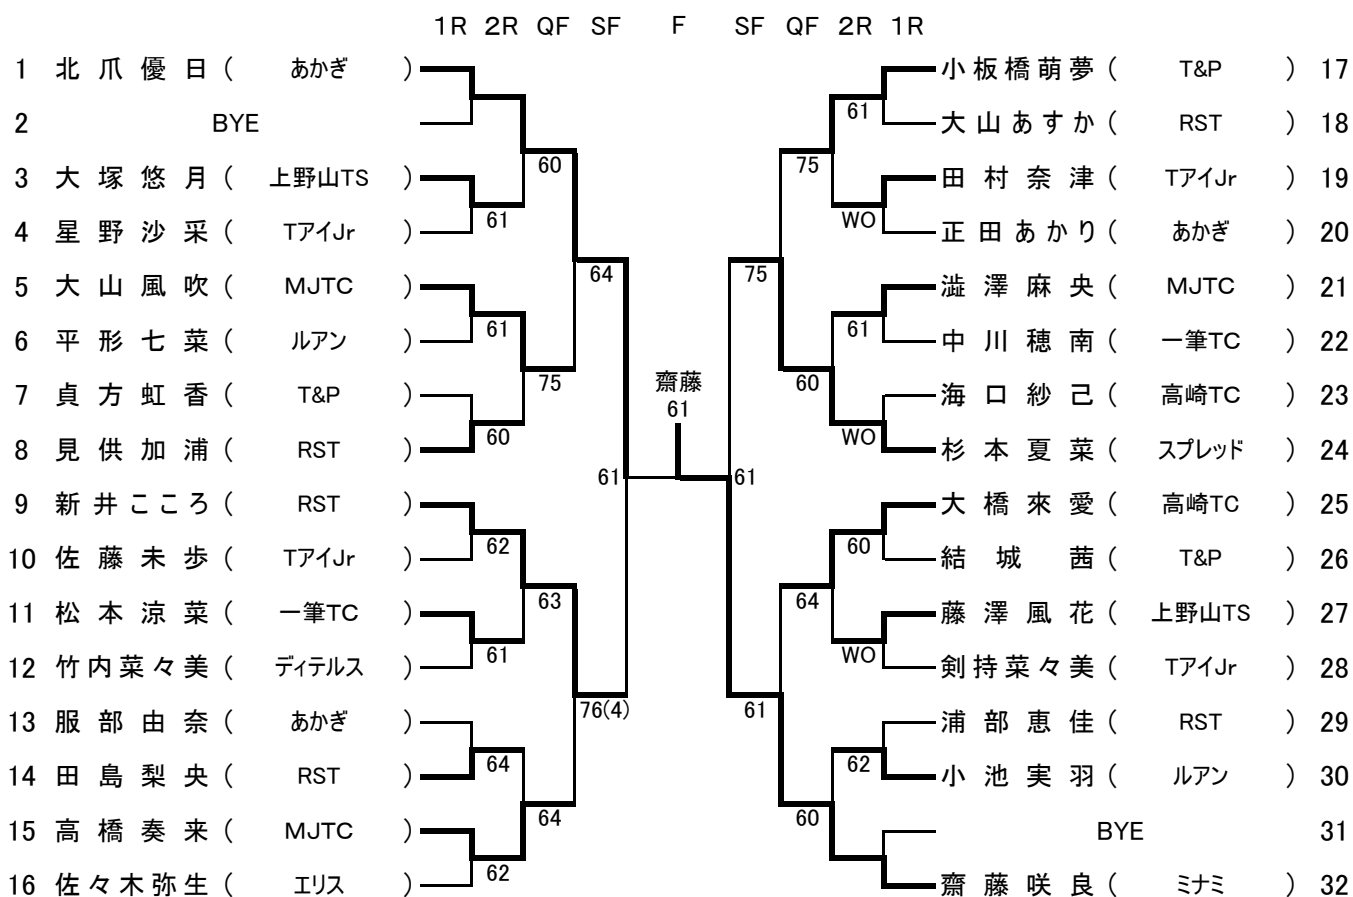 1R 2R QF SF F SF QF 2R 1R
1 北爪優日 ( あかぎ ) 小板橋萌夢 ( T&P ) 17
61
2 BYE 大山あすか ( RST ) 18
60 75
3 大塚悠月 ( 上野山TS ) 田村奈津 ( TアイJr ) 19
61 WO
4 星野沙采 ( TアイJr ) 正田あかり ( あかぎ ) 20
64 75
5 大山風吹 ( MJTC ) 澁澤麻央 ( MJTC ) 21
61 61
6 平形七菜 ( ルアン ) 中川穂南 ( 一筆TC ) 22
75 齋藤 60
7 貞方虹香 ( T&P ) 海口紗己 ( 高崎TC ) 23
61
60 WO
8 見供加浦 ( RST ) 杉本夏菜 ( スプレッド ) 24
61 61
9 新井こころ ( RST ) 大橋來愛 ( 高崎TC ) 25
62 60
10 佐藤未歩 ( TアイJr ) 結城茜 ( T&P ) 26
63 64
11 松本涼菜 ( 一筆TC ) 藤澤風花 ( 上野山TS ) 27
61 WO
12 竹内菜々美 ( ディテルス ) 剣持菜々美 ( TアイJr ) 28
76(4) 61
13 服部由奈 ( あかぎ ) 浦部恵佳 ( RST ) 29
64 62
14 田島梨央 ( RST ) 小池実羽 ( ルアン ) 30
64 60
15 高橋奏来 ( MJTC ) BYE 31
62
16 佐々木弥生 ( エリス ) 齋藤咲良 ( ミナミ ) 32